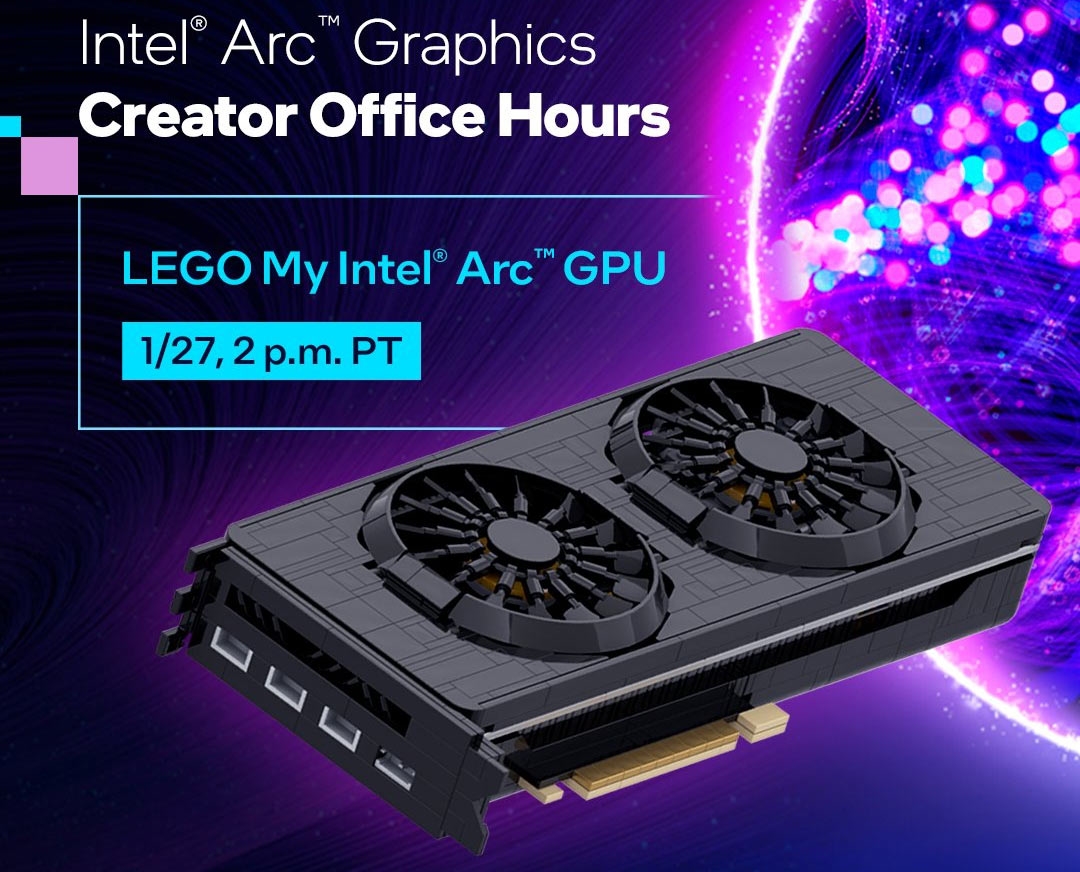 Intel® Arc™ Graphics
Creator Office Hours
LEGO My Intel® Arc™ GPU
1/27, 2 p.m. PT